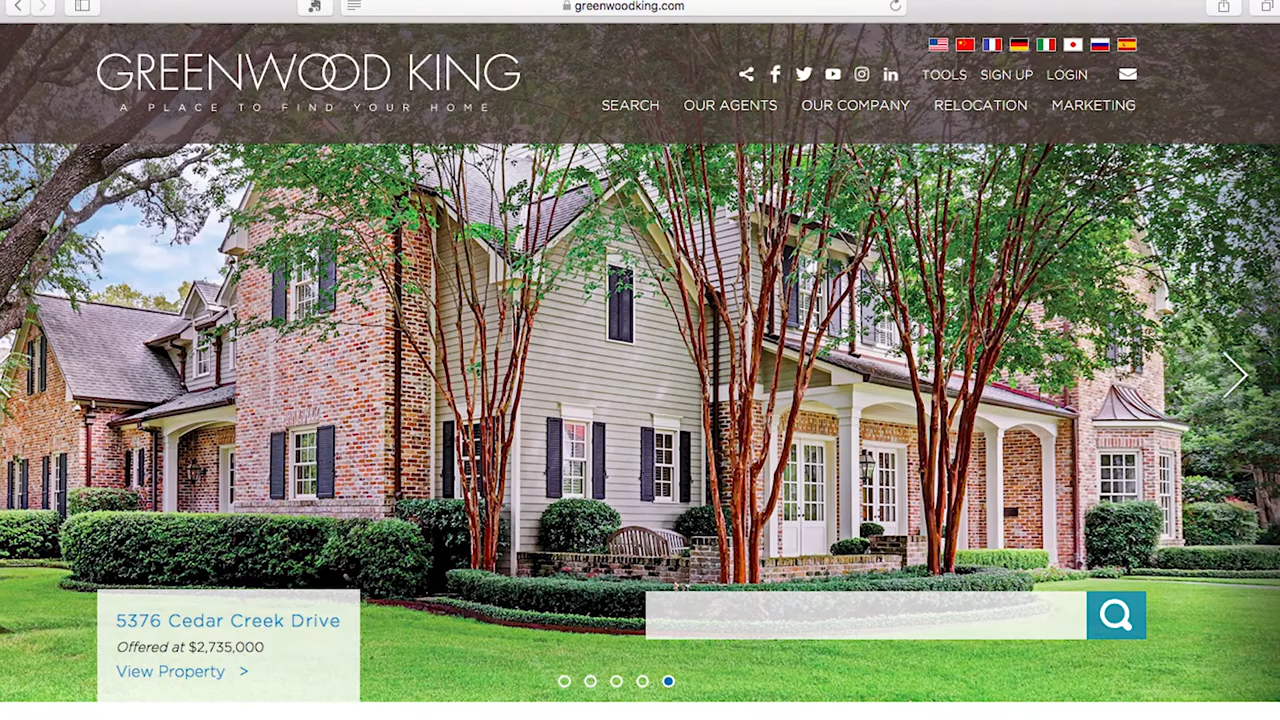 greenwoodking.com
GREENWOOD KING
A PLACE TO FIND YOUR HOME
TOOLS SIGN UP LOGIN
SEARCH OUR AGENTS OUR COMPANY RELOCATION MARKETING
5376 Cedar Creek Drive
Offered at $2,735,000
View Property >